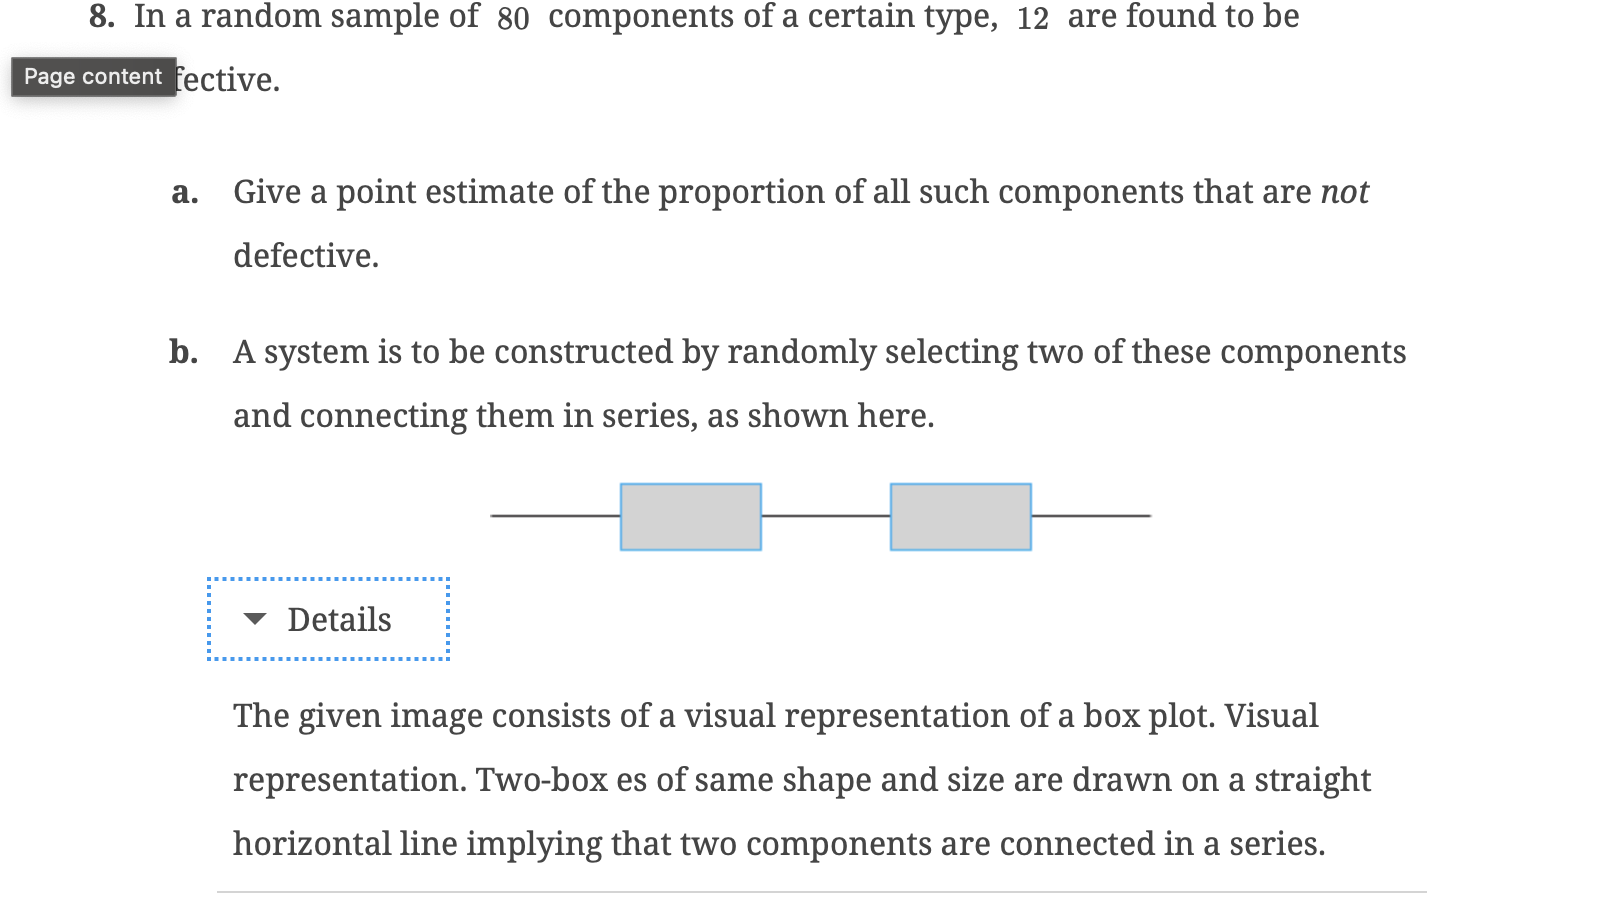 8. In a random sample of 80 components of a certain type, 12 are found to be
Page content fective.
a. Give a point estimate of the proportion of all such components that are not
defective.
b. A system is to be constructed by randomly selecting two of these components
and connecting them in series, as shown here.
Details
The given image consists of a visual representation of a box plot. Visual
representation. Two-box es of same shape and size are drawn on a straight
horizontal line implying that two components are connected in a series.